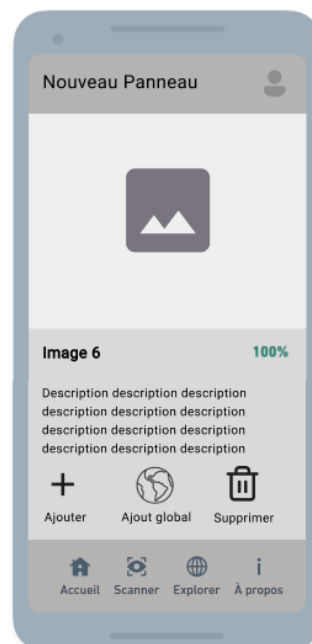 Nouveau Panneau
Image 6 100%
Description description description
description description description
description description description
description description description
Ajouter Ajout global Supprimer
Accueil Scanner Explorer À propos